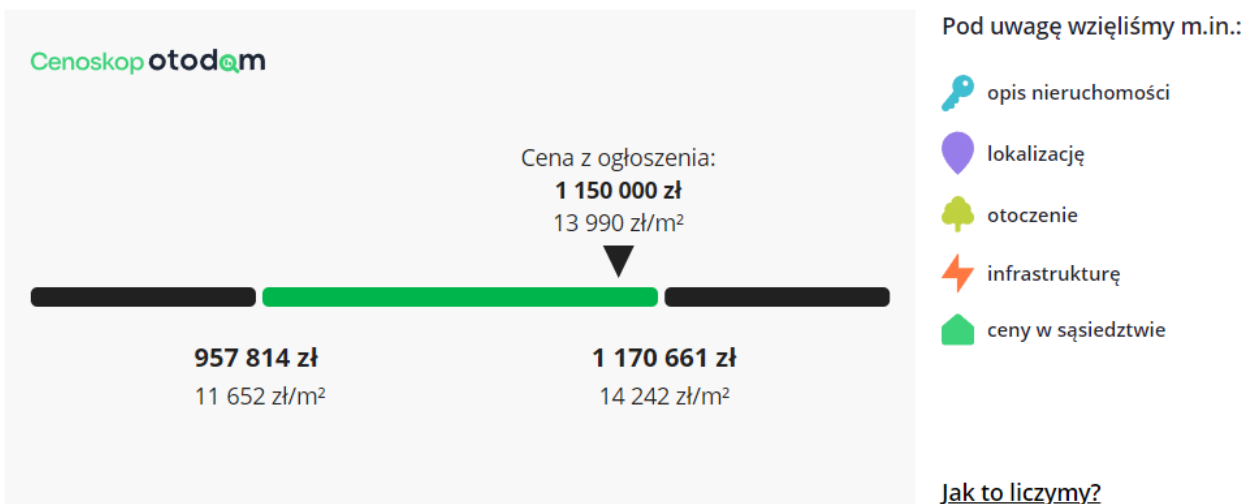 Cenoskop otodom
Cena z ogłoszenia:
1 150 000 zł
13 990 zł/m²
957 814 zł
11 652 zł/m²
1 170 661 zł
14 242 zł/m²
Pod uwagę wzięliśmy m.in.:
opis nieruchomości
lokalizację
otoczenie
infrastrukturę
ceny w sąsiedztwie
Jak to liczymy?